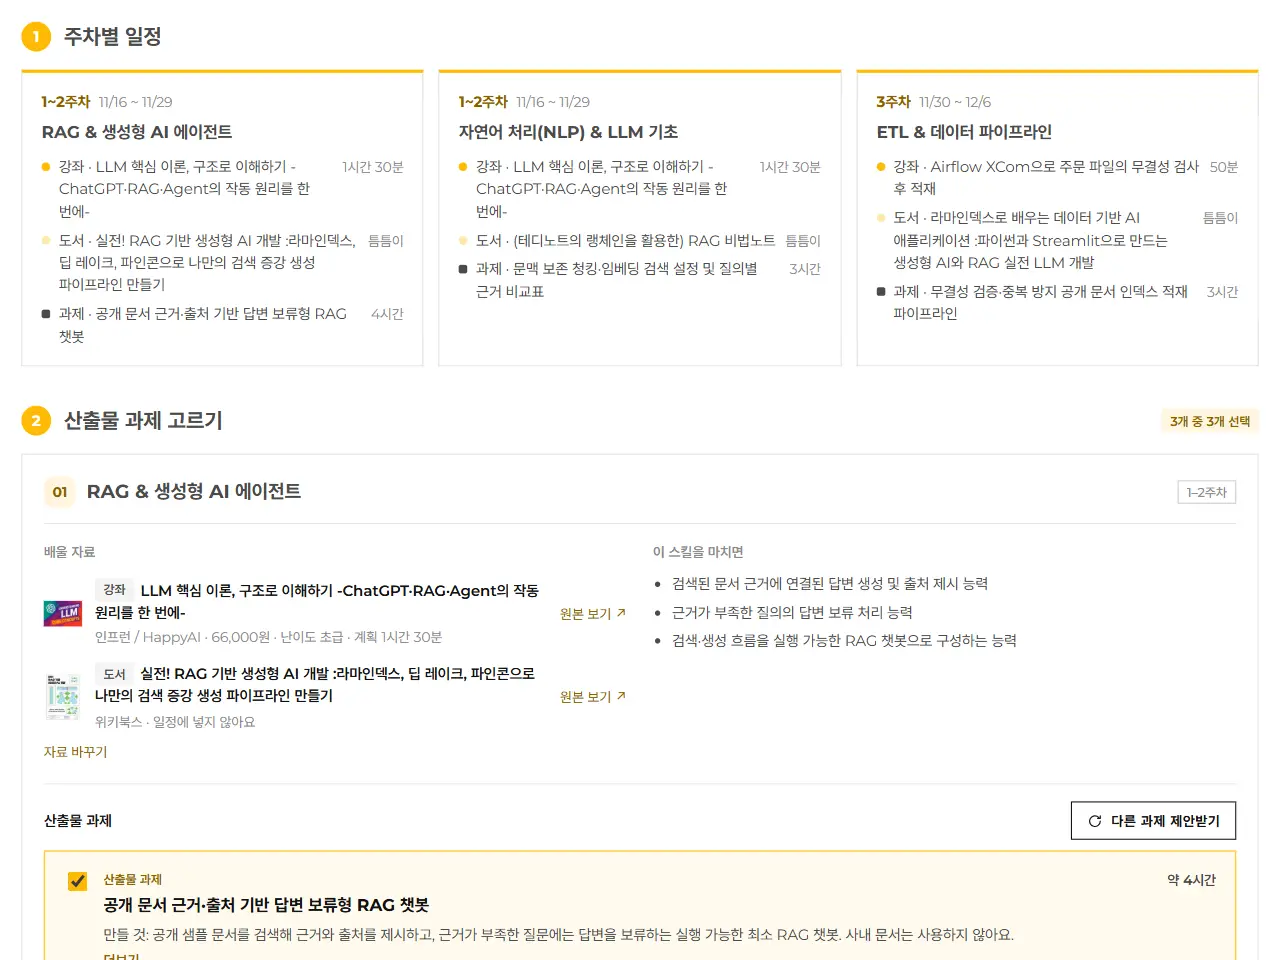 1 주차별 일정
1~2주차 11/16 ~ 11/29
RAG & 생성형 AI 에이전트
강좌 · LLM 핵심 이론, 구조로 이해하기 - 1시간 30분
ChatGPT·RAG·Agent의 작동 원리를 한
번에-
도서 · 실전! RAG 기반 생성형 AI 개발 :라마인덱스, 틈틈이
딥 레이크, 파인콘으로 나만의 검색 증강 생성
파이프라인 만들기
과제 · 공개 문서 근거·출처 기반 답변 보류형 RAG 4시간
챗봇
1~2주차 11/16 ~ 11/29
자연어 처리(NLP) & LLM 기초
강좌 · LLM 핵심 이론, 구조로 이해하기 - 1시간 30분
ChatGPT·RAG·Agent의 작동 원리를 한
번에-
도서 · (테디노트의 랭체인을 활용한) RAG 비법노트 틈틈이
과제 · 문맥 보존 청킹·임베딩 검색 설정 및 질의별 3시간
근거 비교표
3주차 11/30 ~ 12/6
ETL & 데이터 파이프라인
강좌 · Airflow XCom으로 주문 파일의 무결성 검사 50분
후 적재
도서 · 라마인덱스로 배우는 데이터 기반 AI 틈틈이
애플리케이션 :파이썬과 Streamlit으로 만드는
생성형 AI와 RAG 실전 LLM 개발
과제 · 무결성 검증·중복 방지 공개 문서 인덱스 적재 3시간
파이프라인
2 산출물 과제 고르기
3개 중 3개 선택
01 RAG & 생성형 AI 에이전트
1–2주차
배울 자료
강좌 LLM 핵심 이론, 구조로 이해하기 -ChatGPT·RAG·Agent의 작동
원리를 한 번에-
인프런 / HappyAI · 66,000원 · 난이도 초급 · 계획 1시간 30분
원본 보기 ↗
LLM
도서 실전! RAG 기반 생성형 AI 개발 :라마인덱스, 딥 레이크, 파인콘으로
나만의 검색 증강 생성 파이프라인 만들기
위키북스 · 일정에 넣지 않아요
원본 보기 ↗
자료 바꾸기
이 스킬을 마치면
검색된 문서 근거에 연결된 답변 생성 및 출처 제시 능력
근거가 부족한 질의의 답변 보류 처리 능력
검색·생성 흐름을 실행 가능한 RAG 챗봇으로 구성하는 능력
산출물 과제
다른 과제 제안받기
산출물 과제
약 4시간
공개 문서 근거·출처 기반 답변 보류형 RAG 챗봇
만들 것: 공개 샘플 문서를 검색해 근거와 출처를 제시하고, 근거가 부족한 질문에는 답변을 보류하는 실행 가능한 최소 RAG 챗봇. 사내 문서는 사용하지 않아요.
더보기